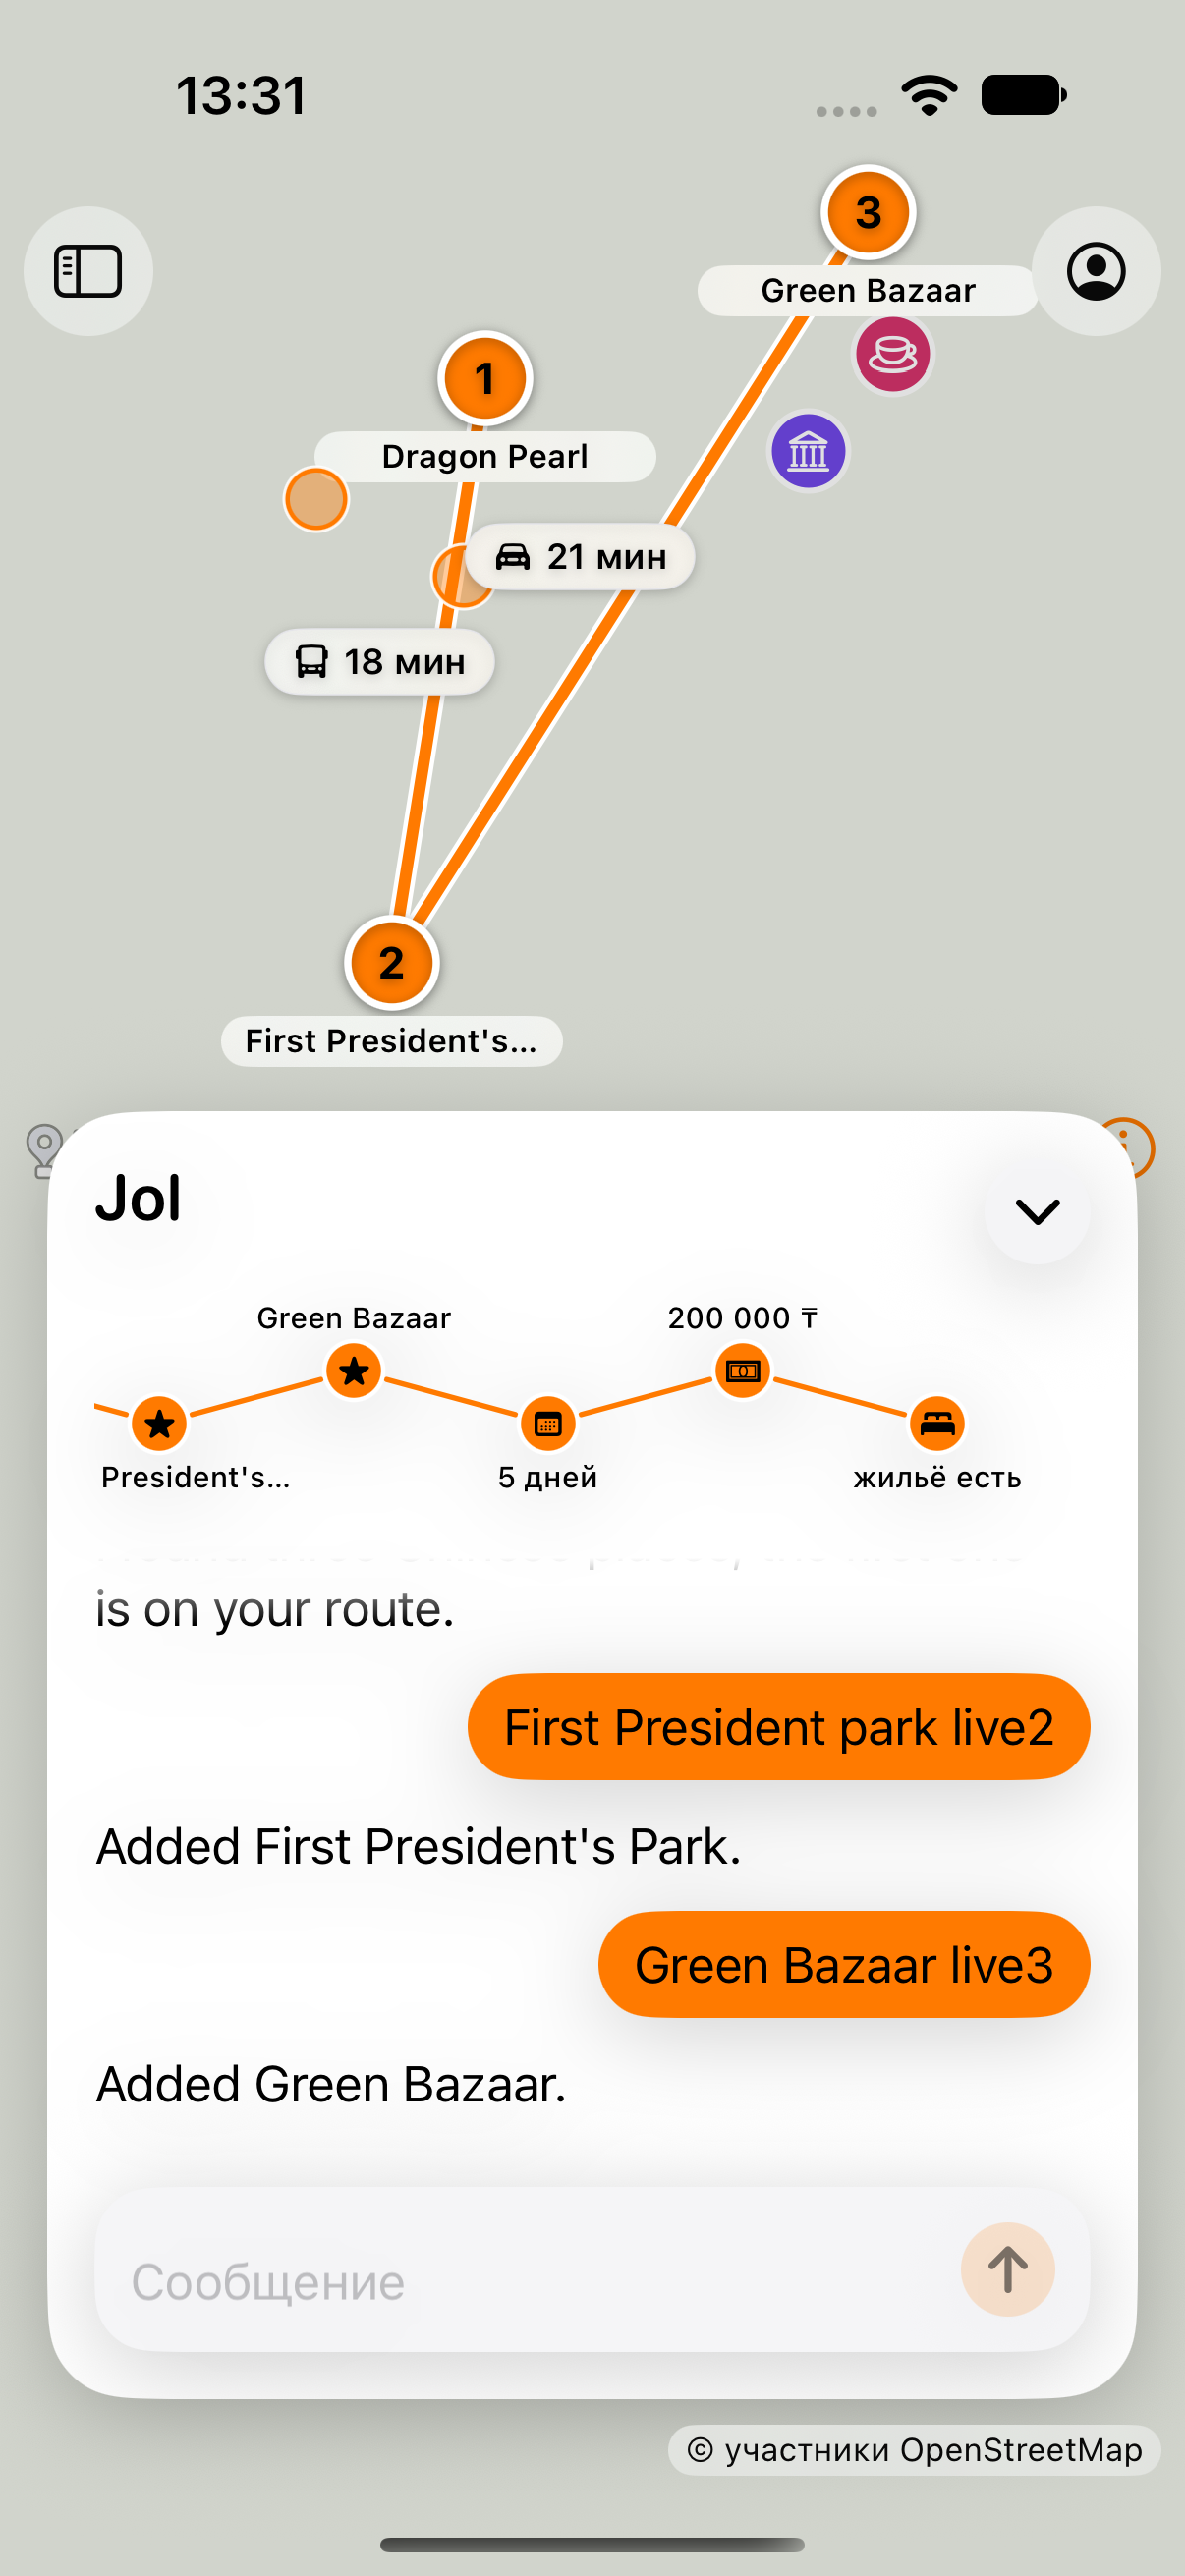 13:31
3
Green Bazaar
1
Dragon Pearl
21 мин
18 мин
2
First President's...
Jol
Green Bazaar
200 000 ₸
President's...
5 дней
жильё есть
is on your route.
First President park live2
Added First President's Park.
Green Bazaar live3
Added Green Bazaar.
Сообщение
© участники OpenStreetMap